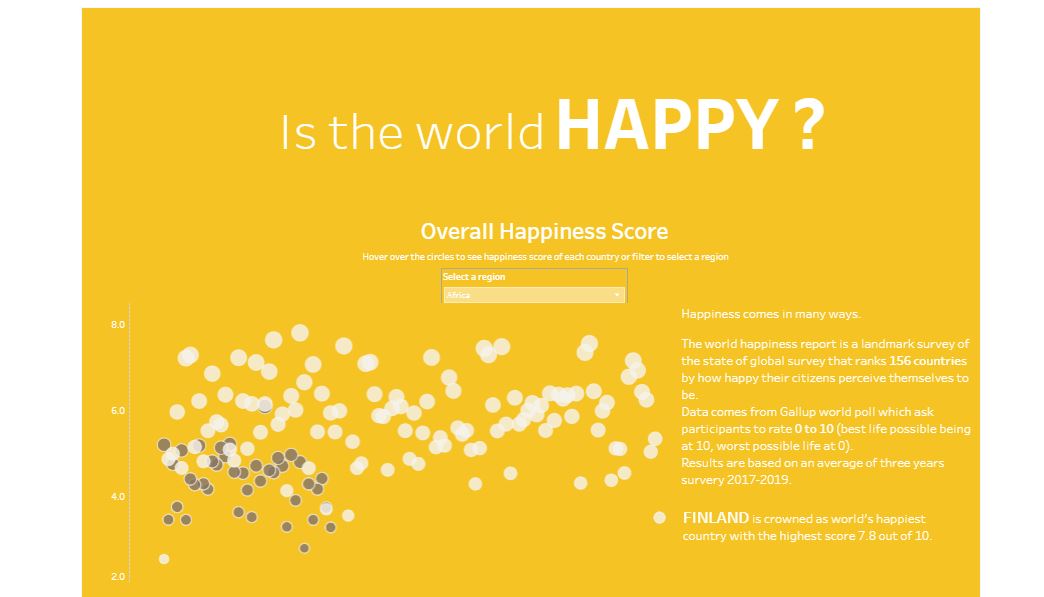 Is the world HAPPY ?
Overall Happiness Score
Hover over the circles to see happiness score of each country or filter to select a region
Select a region
Africa
8.0
6.0
4.0
2.0
Happiness comes in many ways.
The world happiness report is a landmark survey of
the state of global survey that ranks 156 countries
by how happy their citizens perceive themselves to
be.
Data comes from Gallup world poll which ask
participants to rate 0 to 10 (best life possible being
at 10, worst possible life at 0).
Results are based on an average of three years
survery 2017-2019.
FINLAND is crowned as world's happiest
country with the highest score 7.8 out of 10.